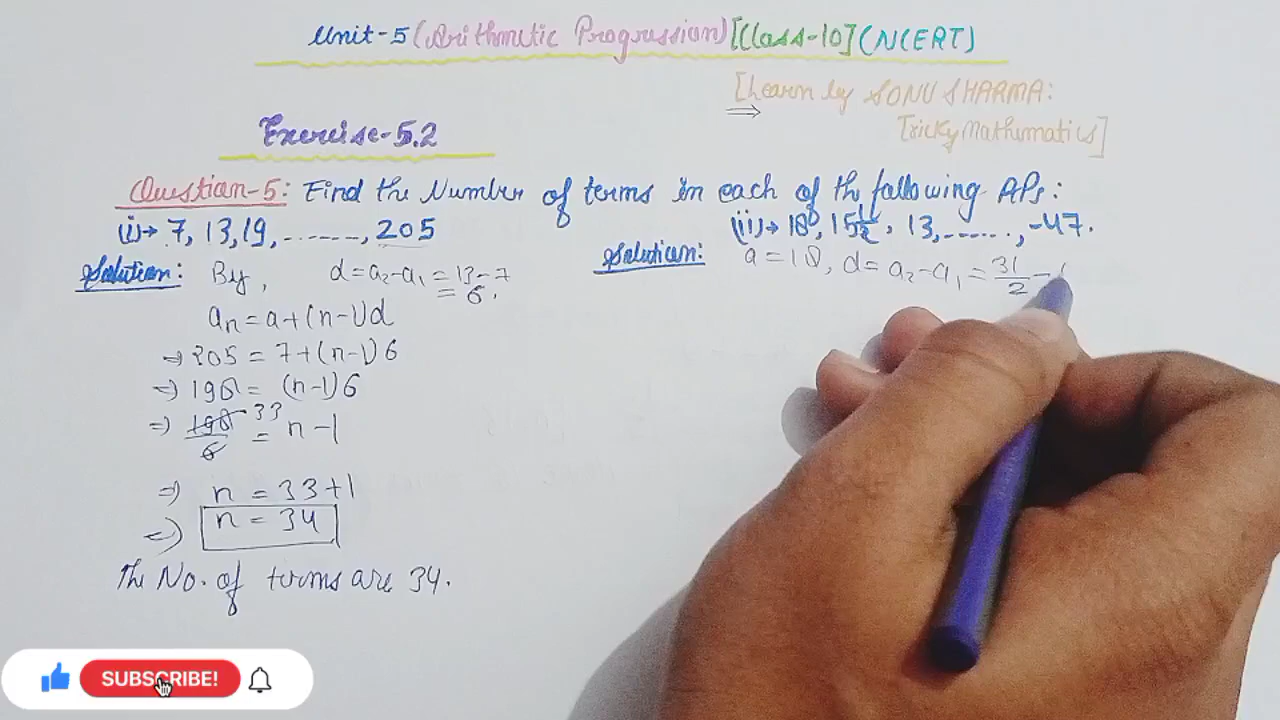 Unit-5 (Arithmetic Progression) [Class-10] (NCERT)
⇒ [Learn by SONU SHARMA:
Tricky Mathematics]
Exercise-5.2
Question-5: Find the Number of terms in each of the following APs:
(i)→ 7, 13, 19, ......., 205
Solution: By, d = a₂-a₁ = 13-7
= 6.
aₙ = a+(n-1)d
⇒ 205 = 7+(n-1)6
⇒ 198 = (n-1)6
⇒ 198/6 33 = n-1
⇒ n = 33+1
⇒ n = 34
The No. of terms are 34.
(ii)→ 18, 15 1/2, 13, ......, -47.
Solution: a = 18, d = a₂-a₁ = 31/2 -
SUBSCRIBE!